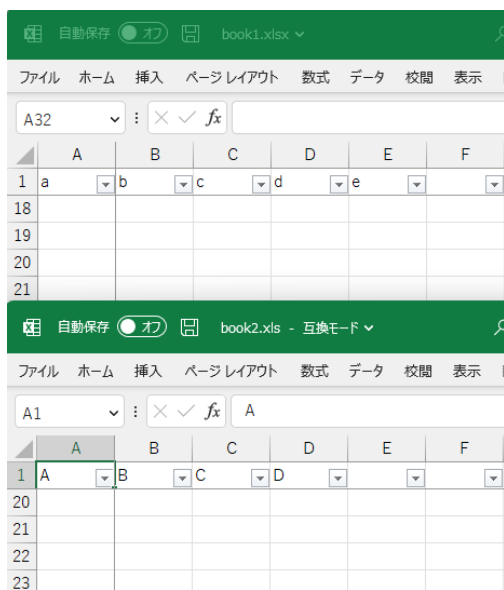 自動保存 オフ book1.xlsx
ファイル ホーム 挿入 ページ レイアウト 数式 データ 校閲 表示
A32 fx
A B C D E F
1 a b c d e
18
19
20
21
自動保存 オフ book2.xls - 互換モード
ファイル ホーム 挿入 ページ レイアウト 数式 データ 校閲 表示
A1 fx A
A B C D E F
1 A B C D
20
21
22
23